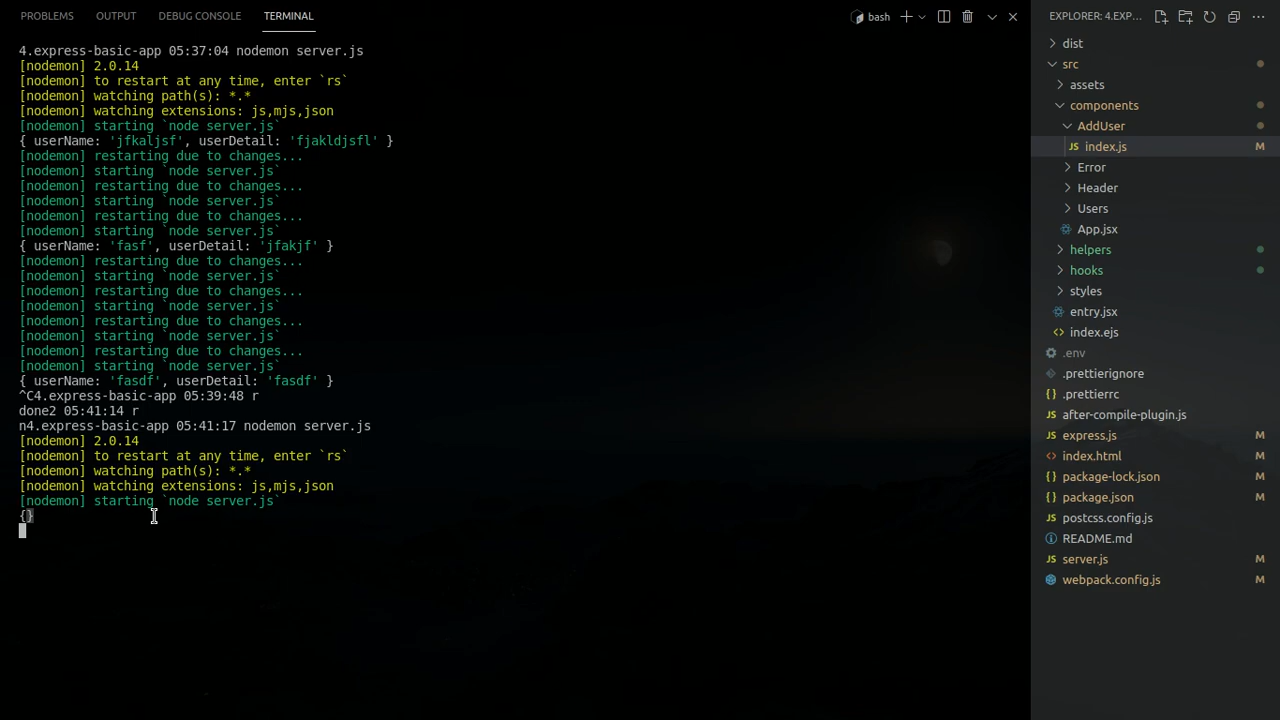 PROBLEMS OUTPUT DEBUG CONSOLE TERMINAL bash
4.express-basic-app 05:37:04 nodemon server.js
[nodemon] 2.0.14
[nodemon] to restart at any time, enter `rs`
[nodemon] watching path(s): *.*
[nodemon] watching extensions: js,mjs,json
[nodemon] starting `node server.js`
{ userName: 'jfkaljsf', userDetail: 'fjakldjsfl' }
[nodemon] restarting due to changes...
[nodemon] starting `node server.js`
[nodemon] restarting due to changes...
[nodemon] starting `node server.js`
[nodemon] restarting due to changes...
[nodemon] starting `node server.js`
{ userName: 'fasf', userDetail: 'jfakjf' }
[nodemon] restarting due to changes...
[nodemon] starting `node server.js`
[nodemon] restarting due to changes...
[nodemon] starting `node server.js`
[nodemon] restarting due to changes...
[nodemon] starting `node server.js`
[nodemon] restarting due to changes...
[nodemon] starting `node server.js`
{ userName: 'fasdf', userDetail: 'fasdf' }
^C4.express-basic-app 05:39:48 r
done2 05:41:14 r
n4.express-basic-app 05:41:17 nodemon server.js
[nodemon] 2.0.14
[nodemon] to restart at any time, enter `rs`
[nodemon] watching path(s): *.*
[nodemon] watching extensions: js,mjs,json
[nodemon] starting `node server.js`
{}
EXPLORER: 4.EXP...
dist
src
assets
components
AddUser
JS index.js M
Error
Header
Users
App.jsx
helpers
hooks
styles
entry.jsx
<> index.ejs
.env
.prettierignore
{} .prettierrc
JS after-compile-plugin.js
JS express.js M
<> index.html M
{} package-lock.json M
{} package.json M
JS postcss.config.js
README.md
JS server.js M
webpack.config.js M